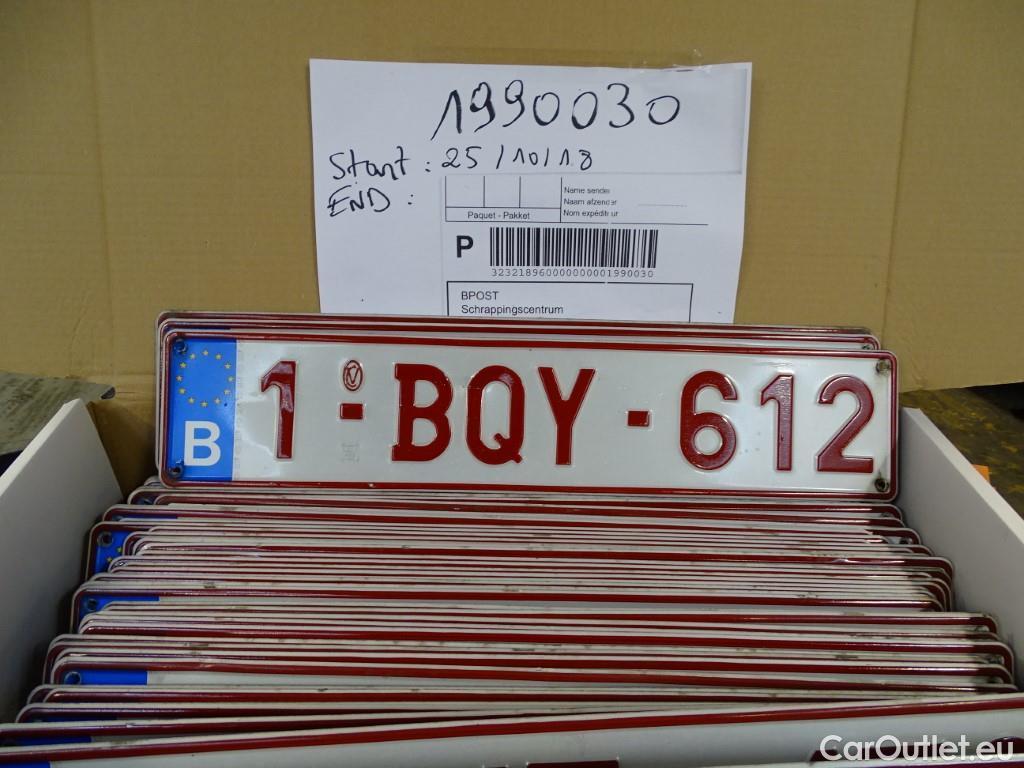 1990030
Start : 25/10/18
END :
Name sender
Naam afzender
Nom expéditeur
Paquet - Pakket
P
323218960000000001990030
BPOST
Schrappingscentrum
B 1-BQY-612
CarOutlet.eu